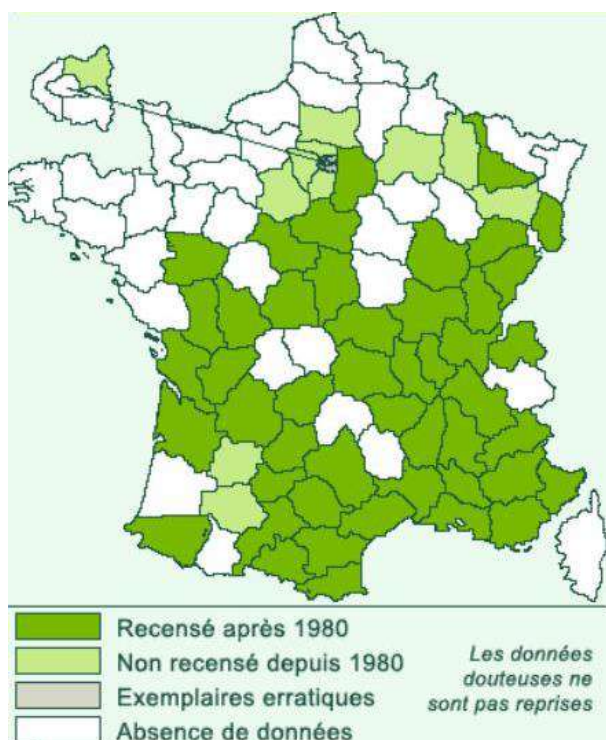 Recensé après 1980
Non recensé depuis 1980
Exemplaires erratiques
Absence de données
Les données
douteuses ne
sont pas reprises